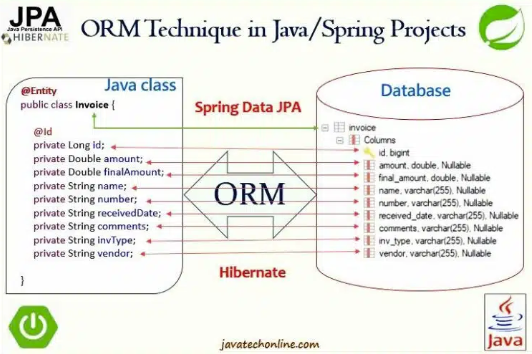 JPA
Java Persistence API
HIBERNATE
ORM Technique in Java/Spring Projects
Java class
@Entity
public class Invoice {
@Id
private Long id;
private Double amount;
private Double finalAmount;
private String name;
private String number;
private String receivedDate;
private String comments;
private String invType;
private String vendor;
}
Spring Data JPA
ORM
Hibernate
Database
invoice
Columns
id, bigint
amount, double, Nullable
final_amount, double, Nullable
name, varchar(255), Nullable
number, varchar(255), Nullable
received_date, varchar(255), Nullable
comments, varchar(255), Nullable
inv_type, varchar(255), Nullable
vendor, varchar(255), Nullable
javatechonline.com
Java